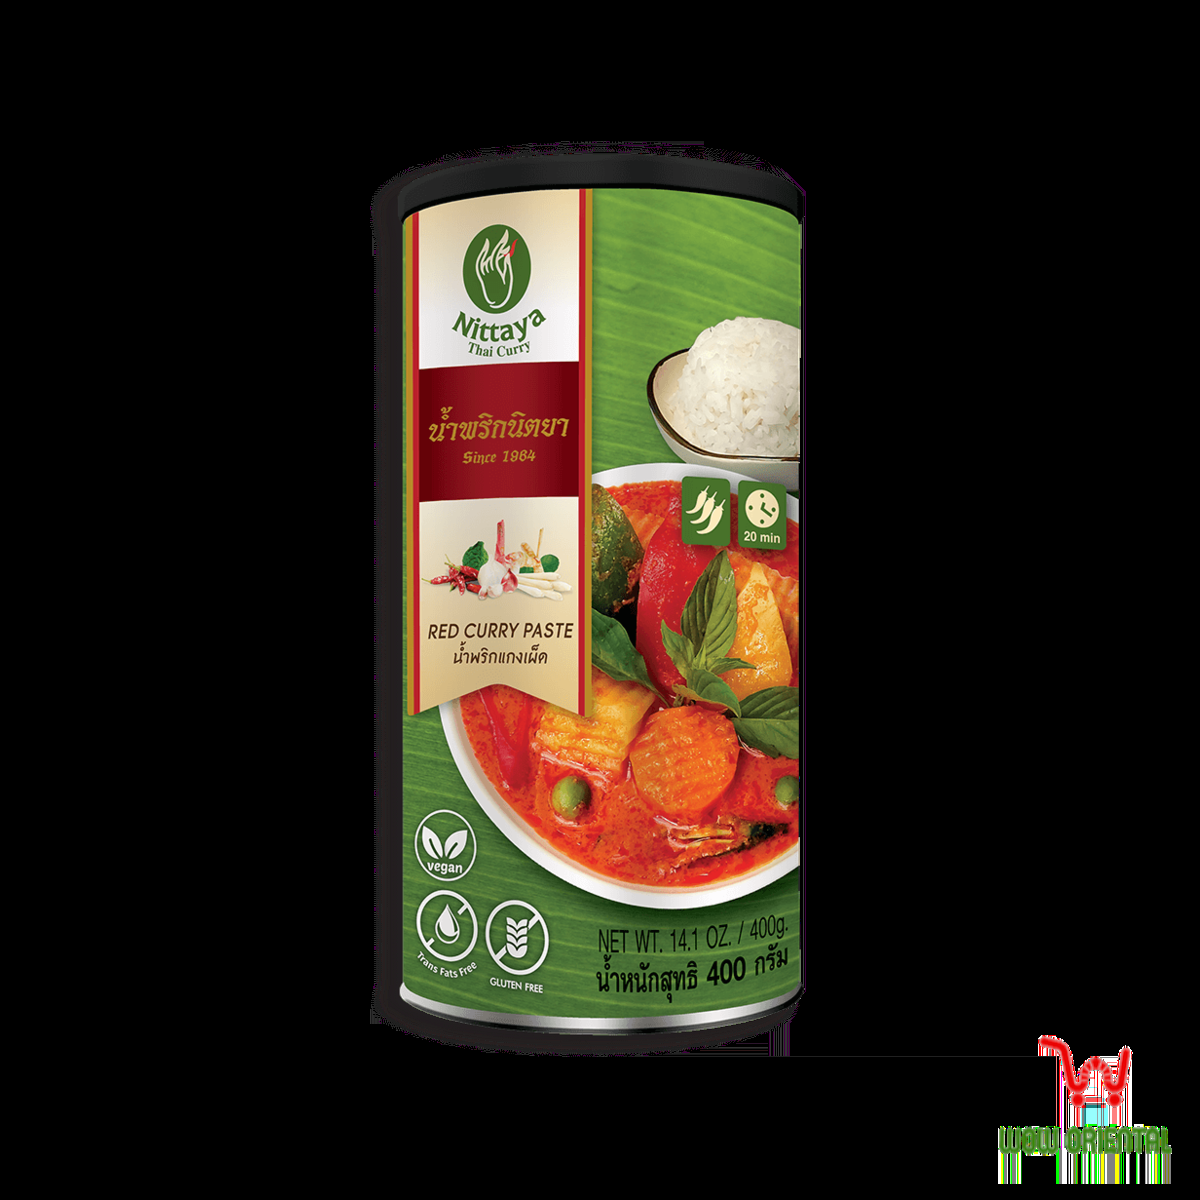 Nittaya
Thai Curry
น้ำพริกนิตยา
Since 1964
20 min
RED CURRY PASTE
น้ำพริกแกงเผ็ด
vegan
Trans Fats Free
GLUTEN FREE
NET WT. 14.1 OZ. / 400g.
น้ำหนักสุทธิ 400 กรัม
WOW ORIENTAL